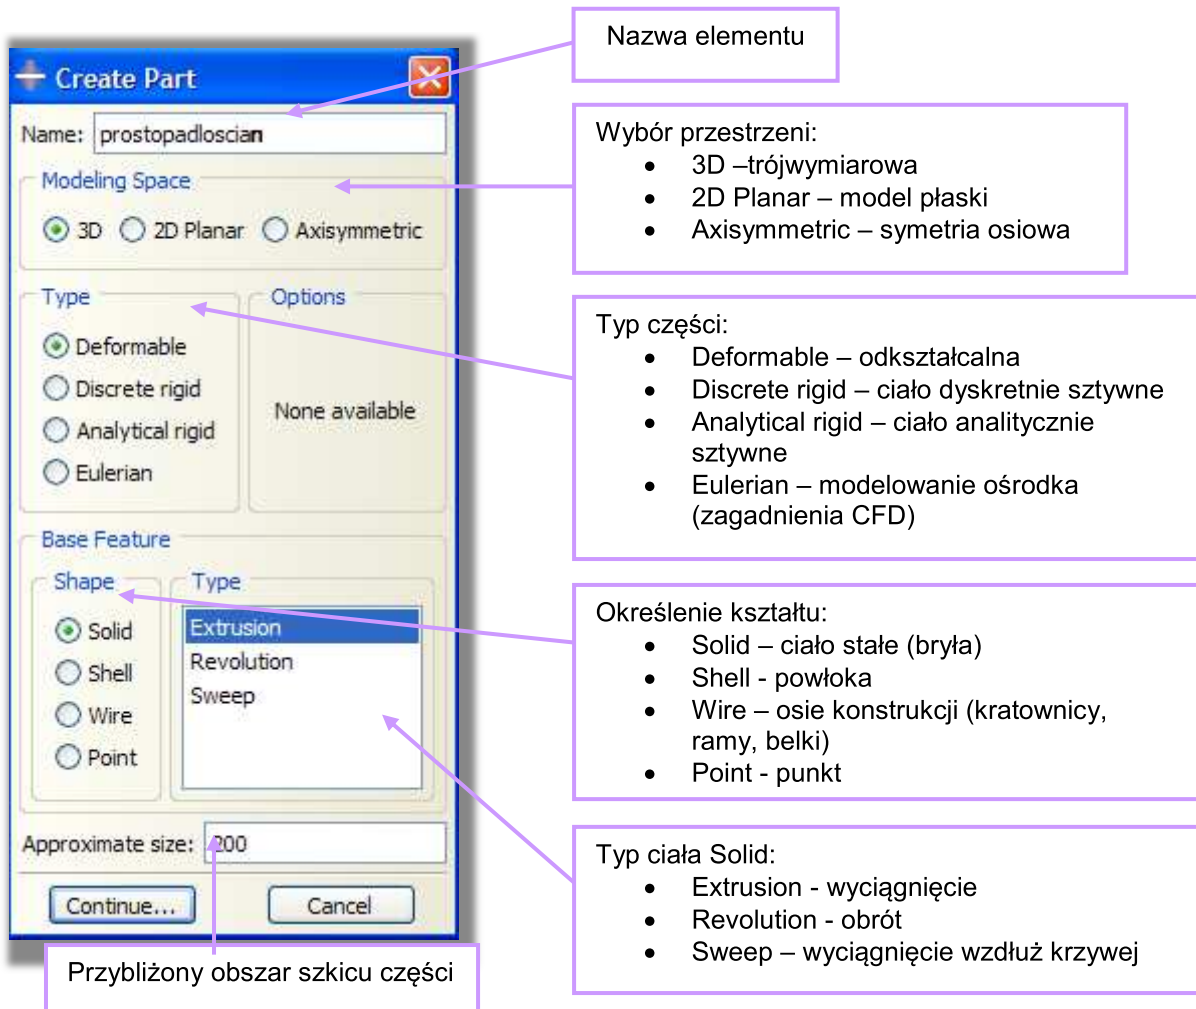 Create Part
Name: prostopadloscian
Modeling Space
3D 2D Planar Axisymmetric
Type
Deformable
Discrete rigid
Analytical rigid
Eulerian
Options
None available
Base Feature
Shape
Solid
Shell
Wire
Point
Type
Extrusion
Revolution
Sweep
Approximate size: 200
Continue... Cancel
Przybliżony obszar szkicu części
Nazwa elementu
Wybór przestrzeni:
• 3D –trójwymiarowa
• 2D Planar – model płaski
• Axisymmetric – symetria osiowa
Typ części:
• Deformable – odkształcalna
• Discrete rigid – ciało dyskretnie sztywne
• Analytical rigid – ciało analitycznie
sztywne
• Eulerian – modelowanie ośrodka
(zagadnienia CFD)
Określenie kształtu:
• Solid – ciało stałe (bryła)
• Shell - powłoka
• Wire – osie konstrukcji (kratownicy,
ramy, belki)
• Point - punkt
Typ ciała Solid:
• Extrusion - wyciągnięcie
• Revolution - obrót
• Sweep – wyciągnięcie wzdłuż krzywej